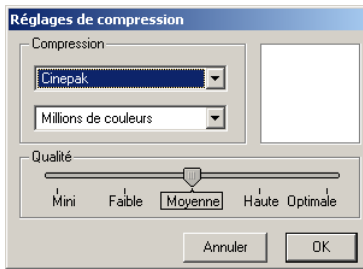 Réglages de compression
Compression
Cinepak
Millions de couleurs
Qualité
Mini Faible Moyenne Haute Optimale
Annuler OK